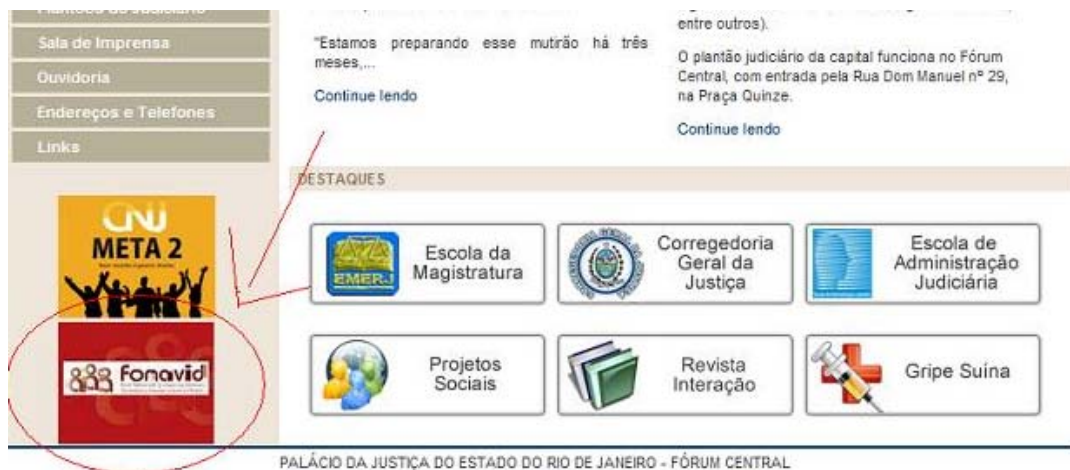 Sala de Imprensa
Ouvidoria
Endereços e Telefones
Links
"Estamos preparando esse mutirão há três
meses,...
Continue lendo
entre outros).
O plantão judiciário da capital funciona no Fórum
Central, com entrada pela Rua Dom Manuel nº 29,
na Praça Quinze.
Continue lendo
CNJ
META 2
fonavid
DESTAQUES
EMERJ
Escola da
Magistratura
Corregedoria
Geral da
Justiça
Escola de
Administração
Judiciária
Projetos
Sociais
Revista
Interação
Gripe Suína
PALÁCIO DA JUSTIÇA DO ESTADO DO RIO DE JANEIRO - FÓRUM CENTRAL